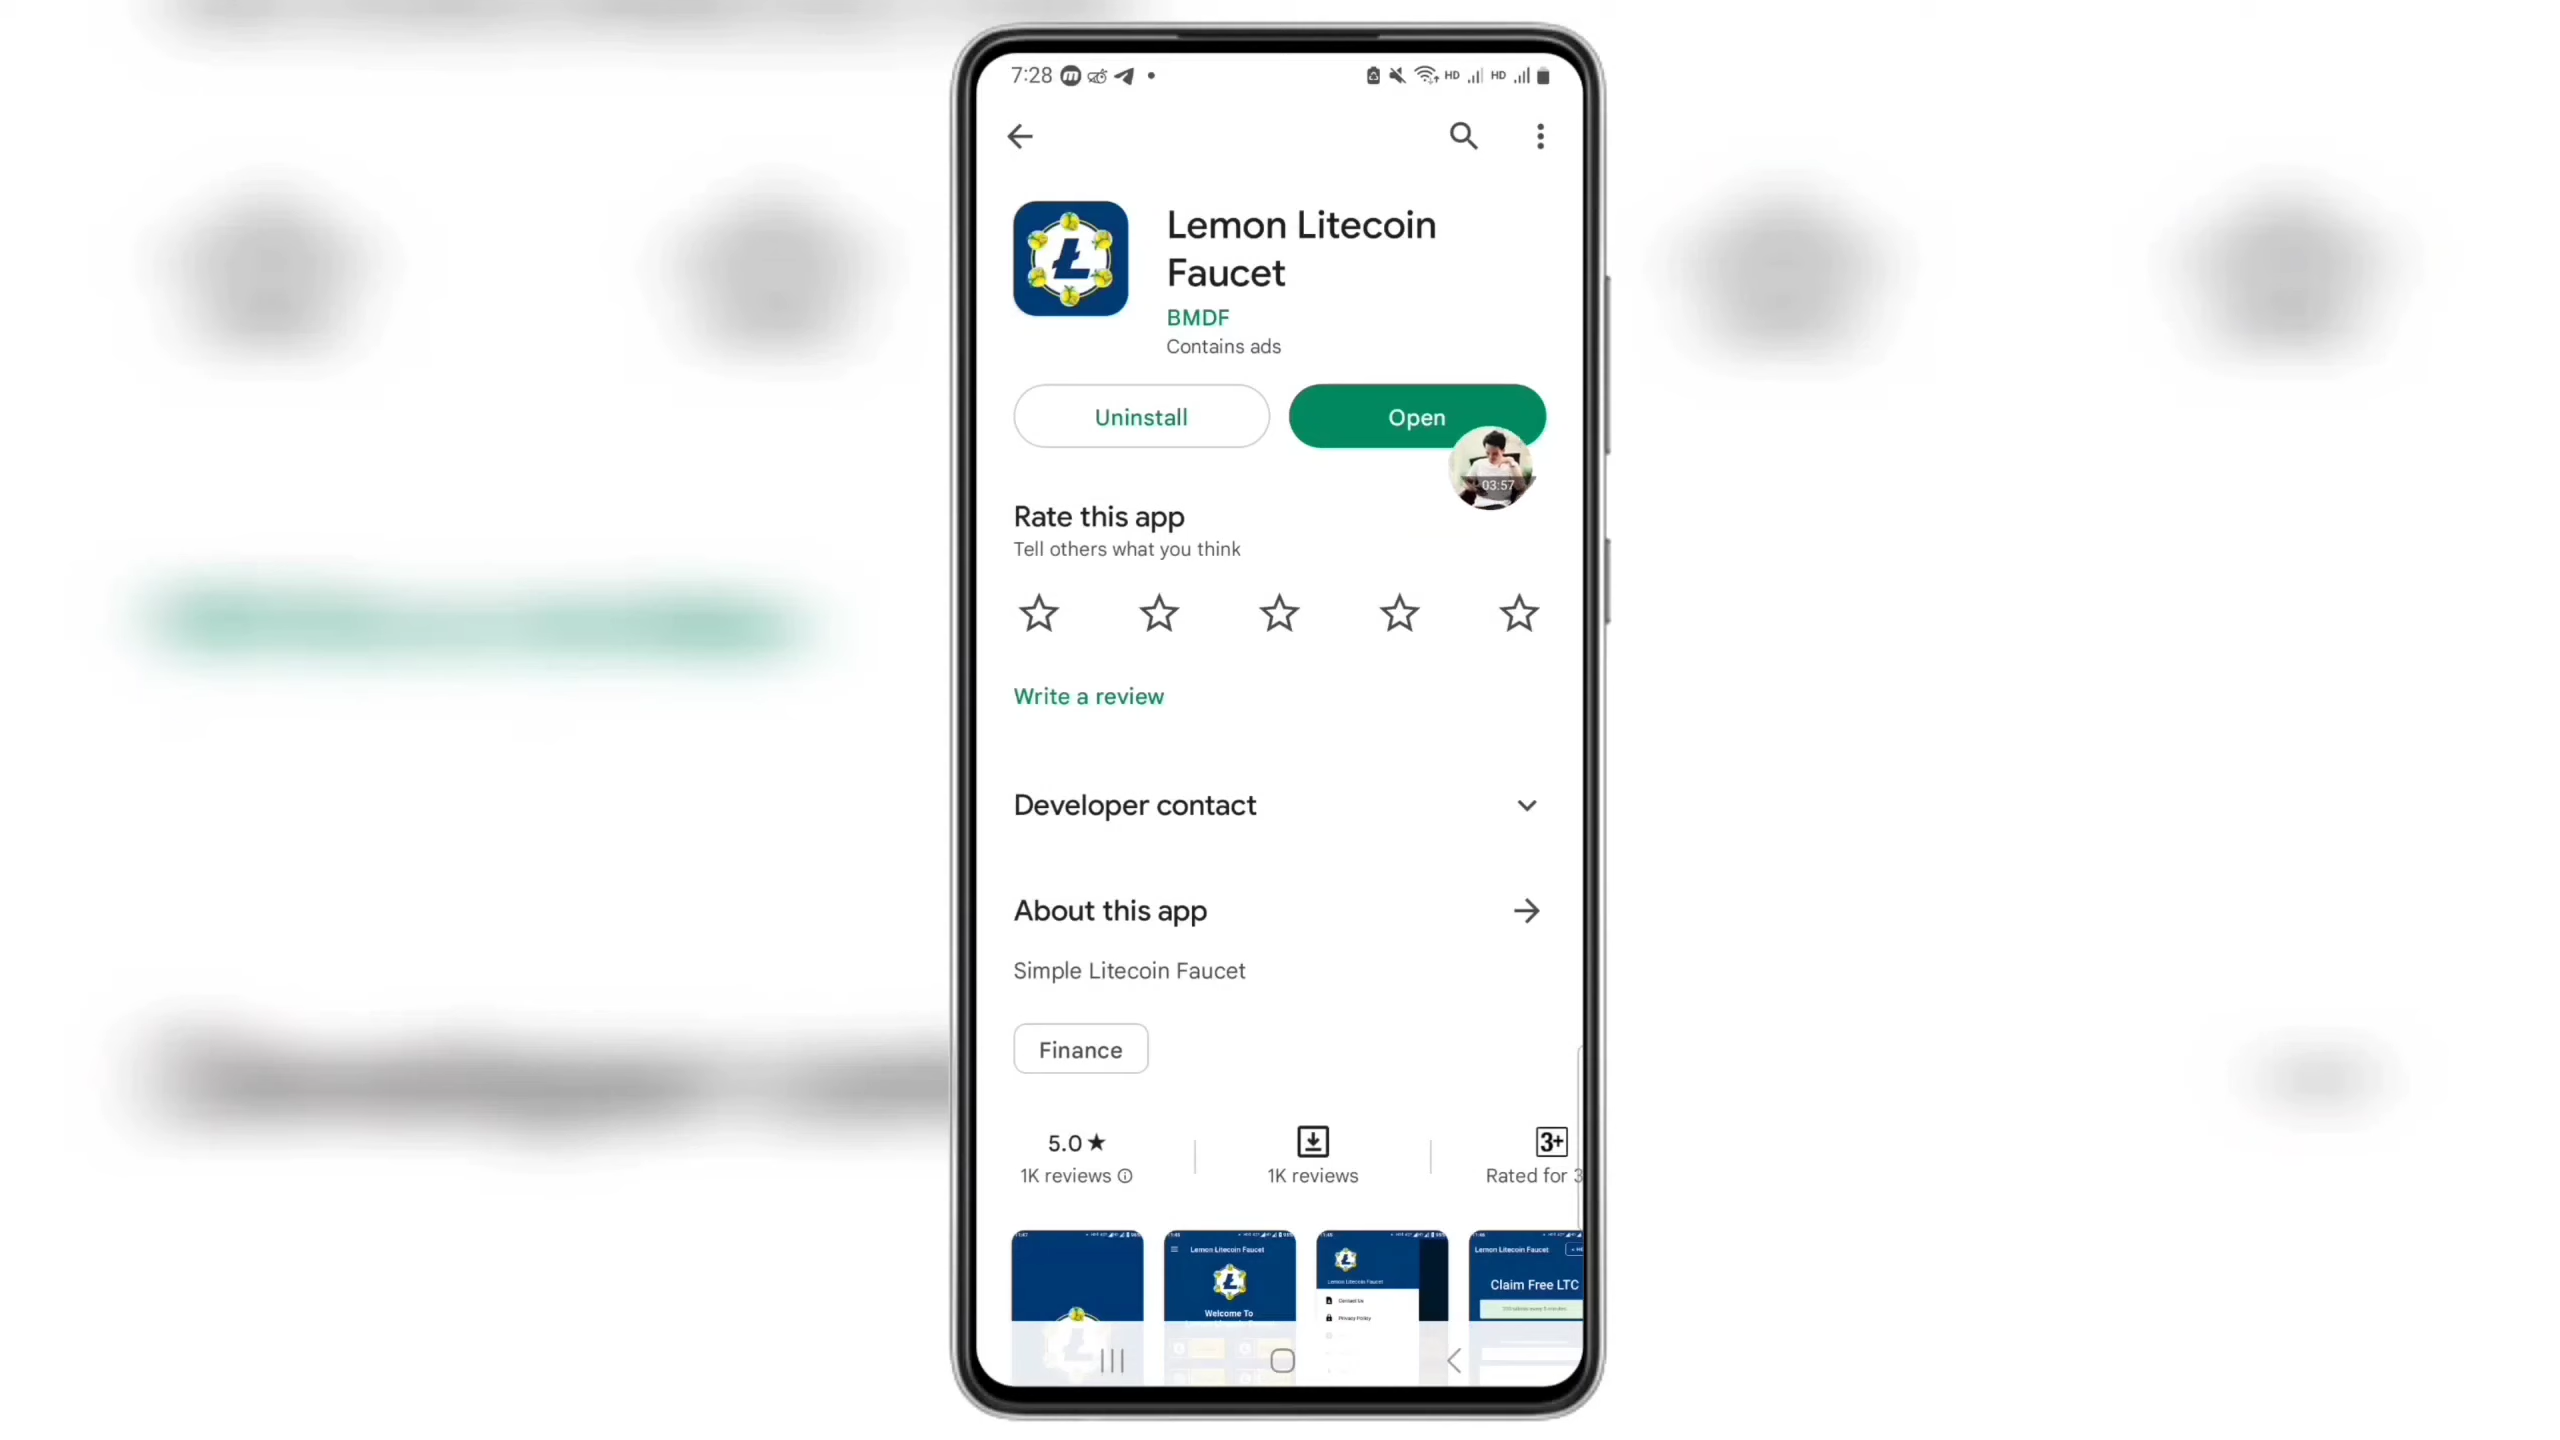 7:28
HD HD
Lemon Litecoin
Faucet
BMDF
Contains ads
Uninstall
Open
03:57
Rate this app
Tell others what you think
Write a review
Developer contact
About this app
Simple Litecoin Faucet
Finance
5.0★
3+
1K reviews
1K reviews
Rated for 3
Lemon Litecoin Faucet
Welcome To
Lemon Litecoin Faucet
Contact Us
Privacy Policy
Lemon Litecoin Faucet
Claim Free LTC